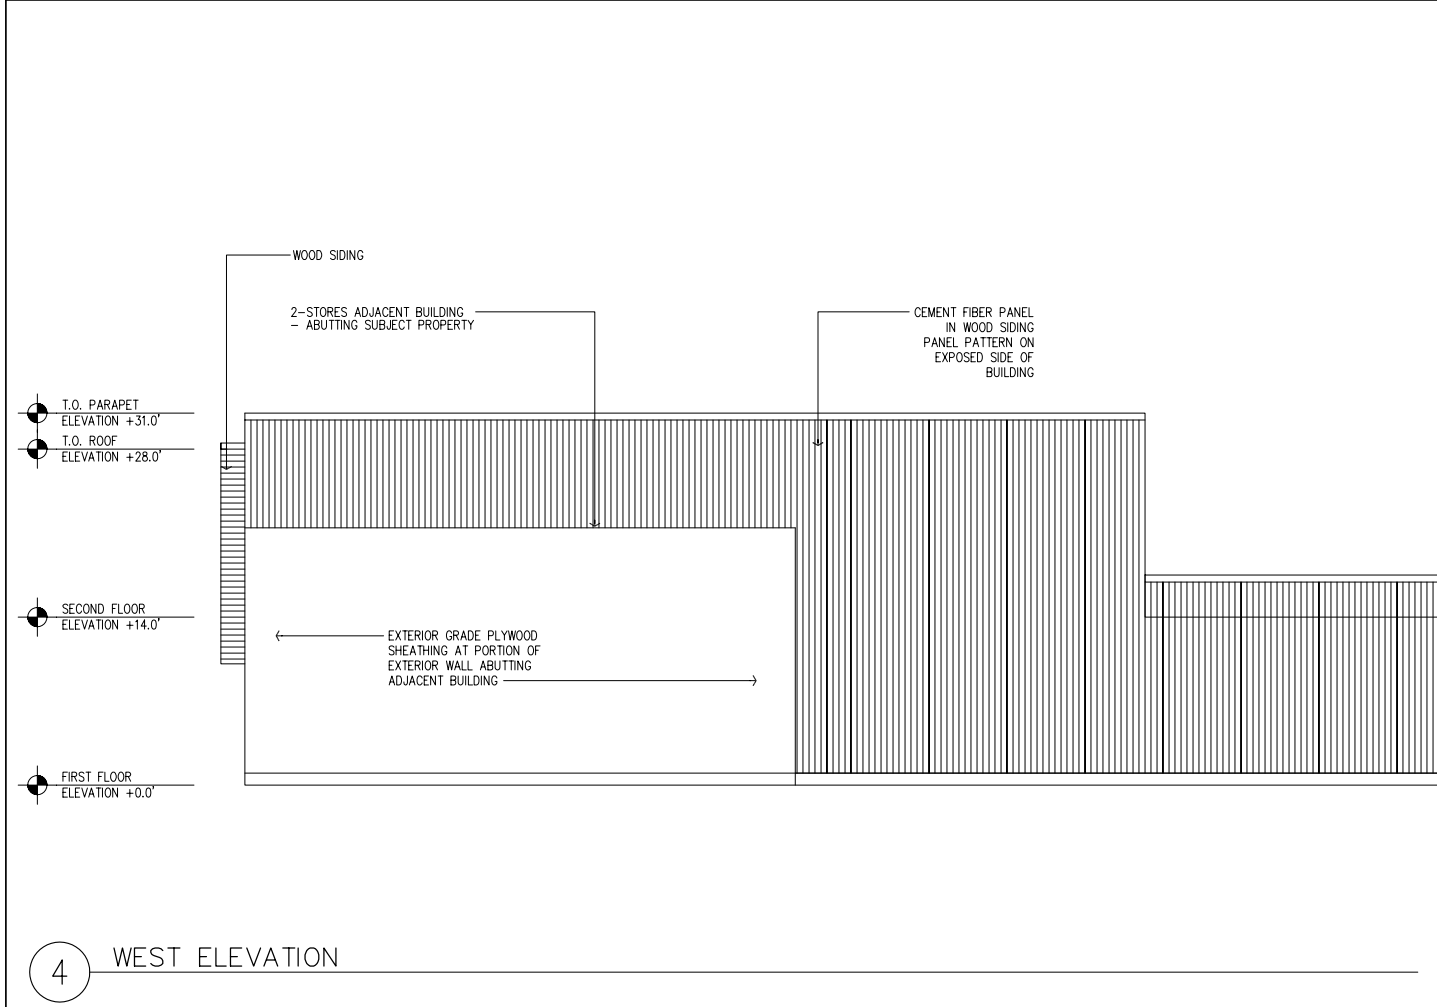 WOOD SIDING
2-STORES ADJACENT BUILDING
- ABUTTING SUBJECT PROPERTY
CEMENT FIBER PANEL
IN WOOD SIDING
PANEL PATTERN ON
EXPOSED SIDE OF
BUILDING
T.O. PARAPET
ELEVATION +31.0'
T.O. ROOF
ELEVATION +28.0'
SECOND FLOOR
ELEVATION +14.0'
EXTERIOR GRADE PLYWOOD
SHEATHING AT PORTION OF
EXTERIOR WALL ABUTTING
ADJACENT BUILDING
FIRST FLOOR
ELEVATION +0.0'
4 WEST ELEVATION